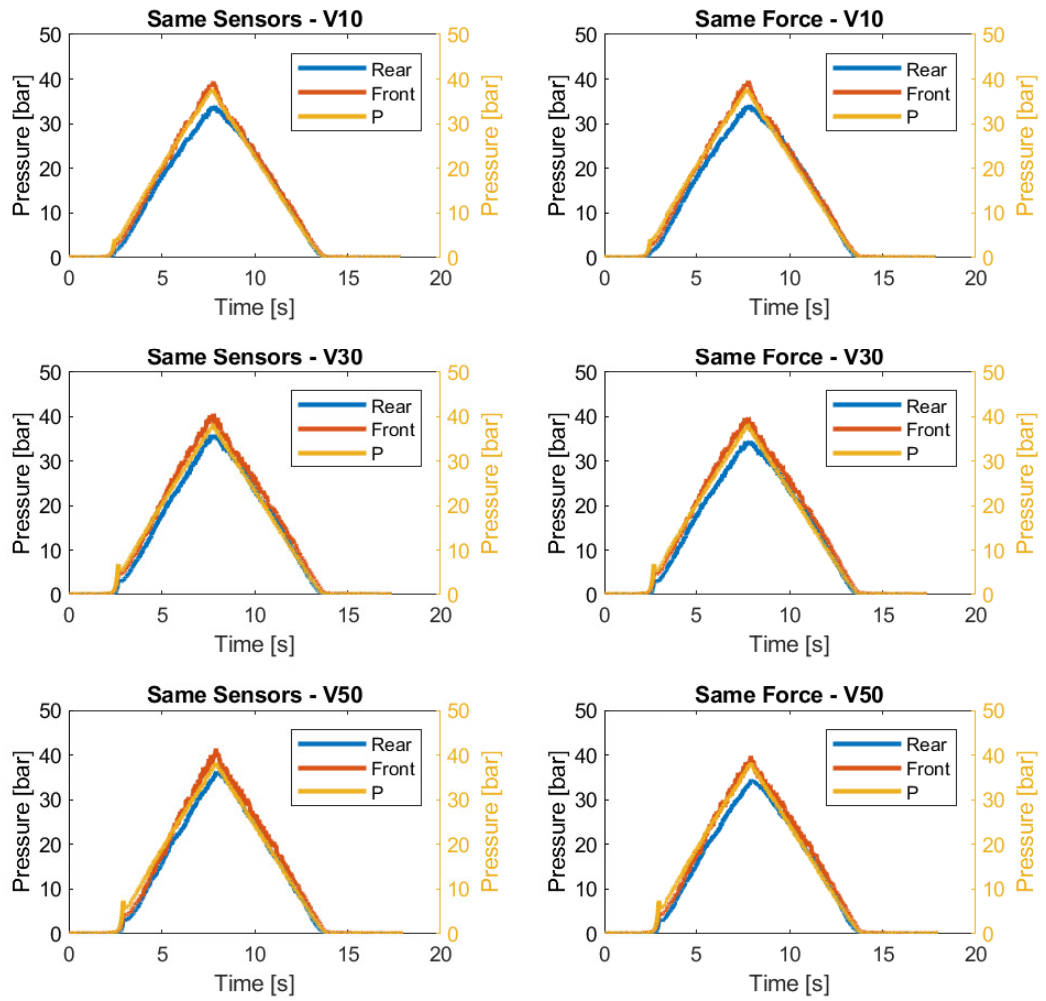 Same Sensors - V10
50
40
30
20
10
0
Pressure [bar]
0 5 10 15 20
Time [s]
50
40
30
20
10
0
Pressure [bar]
Rear
Front
P
Same Force - V10
50
40
30
20
10
0
Pressure [bar]
0 5 10 15 20
Time [s]
50
40
30
20
10
0
Pressure [bar]
Rear
Front
P
Same Sensors - V30
50
40
30
20
10
0
Pressure [bar]
0 5 10 15 20
Time [s]
50
40
30
20
10
0
Pressure [bar]
Rear
Front
P
Same Force - V30
50
40
30
20
10
0
Pressure [bar]
0 5 10 15 20
Time [s]
50
40
30
20
10
0
Pressure [bar]
Rear
Front
P
Same Sensors - V50
50
40
30
20
10
0
Pressure [bar]
0 5 10 15 20
Time [s]
50
40
30
20
10
0
Pressure [bar]
Rear
Front
P
Same Force - V50
50
40
30
20
10
0
Pressure [bar]
0 5 10 15 20
Time [s]
50
40
30
20
10
0
Pressure [bar]
Rear
Front
P